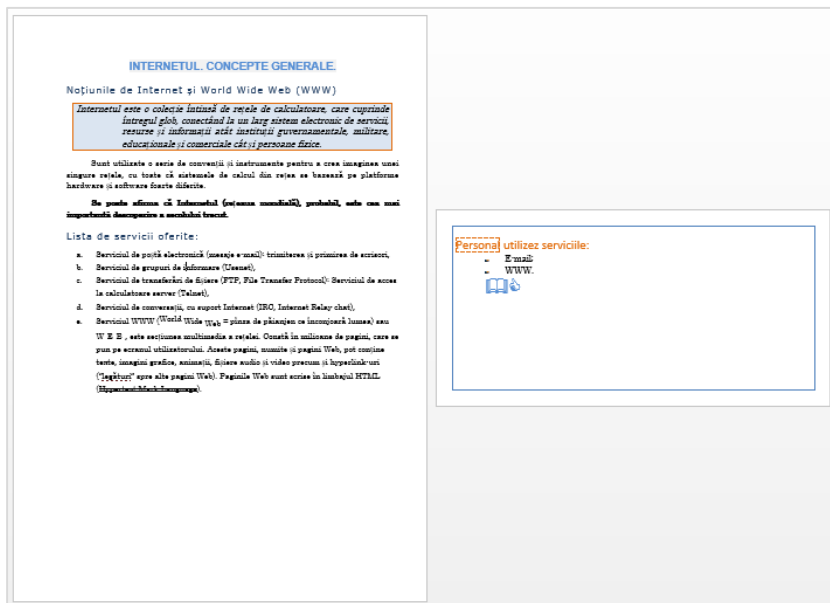 INTERNETUL. CONCEPTE GENERALE.
Noțiunile de Internet și World Wide Web (WWW)
Internetul este o colecție întinsă de rețele de calculatoare, care cuprinde
întregul glob, conectând la un larg sistem electronic de servicii,
resurse și informații atât instituții guvernamentale, militare,
educaționale și comerciale cât și persoane fizice.
Sunt utilizate o serie de convenții și instrumente pentru a crea imaginea unei
singure rețele, cu toate că sistemele de calcul din rețea se bazează pe platforme
hardware și software foarte diferite.
Se poate afirma că Internetul (rețeaua mondială), probabil, este cea mai
importantă descoperire a secolului trecut.
Lista de servicii oferite:
a. Serviciul de poștă electronică (mesaje e-mail): trimiterea și primirea de scrisori,
b. Serviciul de grupuri de informare (Usenet),
c. Serviciul de transferări de fișiere (FTP, File Transfer Protocol): Serviciul de acces
la calculatoare server (Telnet),
d. Serviciul de conversații, cu suport Internet (IRC, Internet Relay chat),
e. Serviciul WWW (World Wide Web = pînza de păianjen ce înconjoară lumea) sau
W E B , este secțiunea multimedia a rețelei. Constă în milioane de pagini, care se
pun pe ecranul utilizatorului. Aceste pagini, numite și pagini Web, pot conține
texte, imagini grafice, animații, fișiere audio și video precum și hyperlink-uri
("legături" spre alte pagini Web). Paginile Web sunt scrise în limbajul HTML
(Hypertext Mark-language).
Personal utilizez serviciile:
E-mail;
WWW.